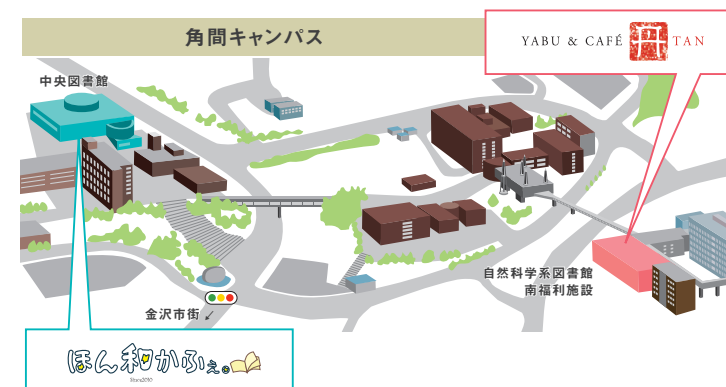 角間キャンパス
YABU & CAFÉ 丹 TAN
中央図書館
自然科学系図書館
南福利施設
金沢市街
ほん和かふぇ。
Since2010